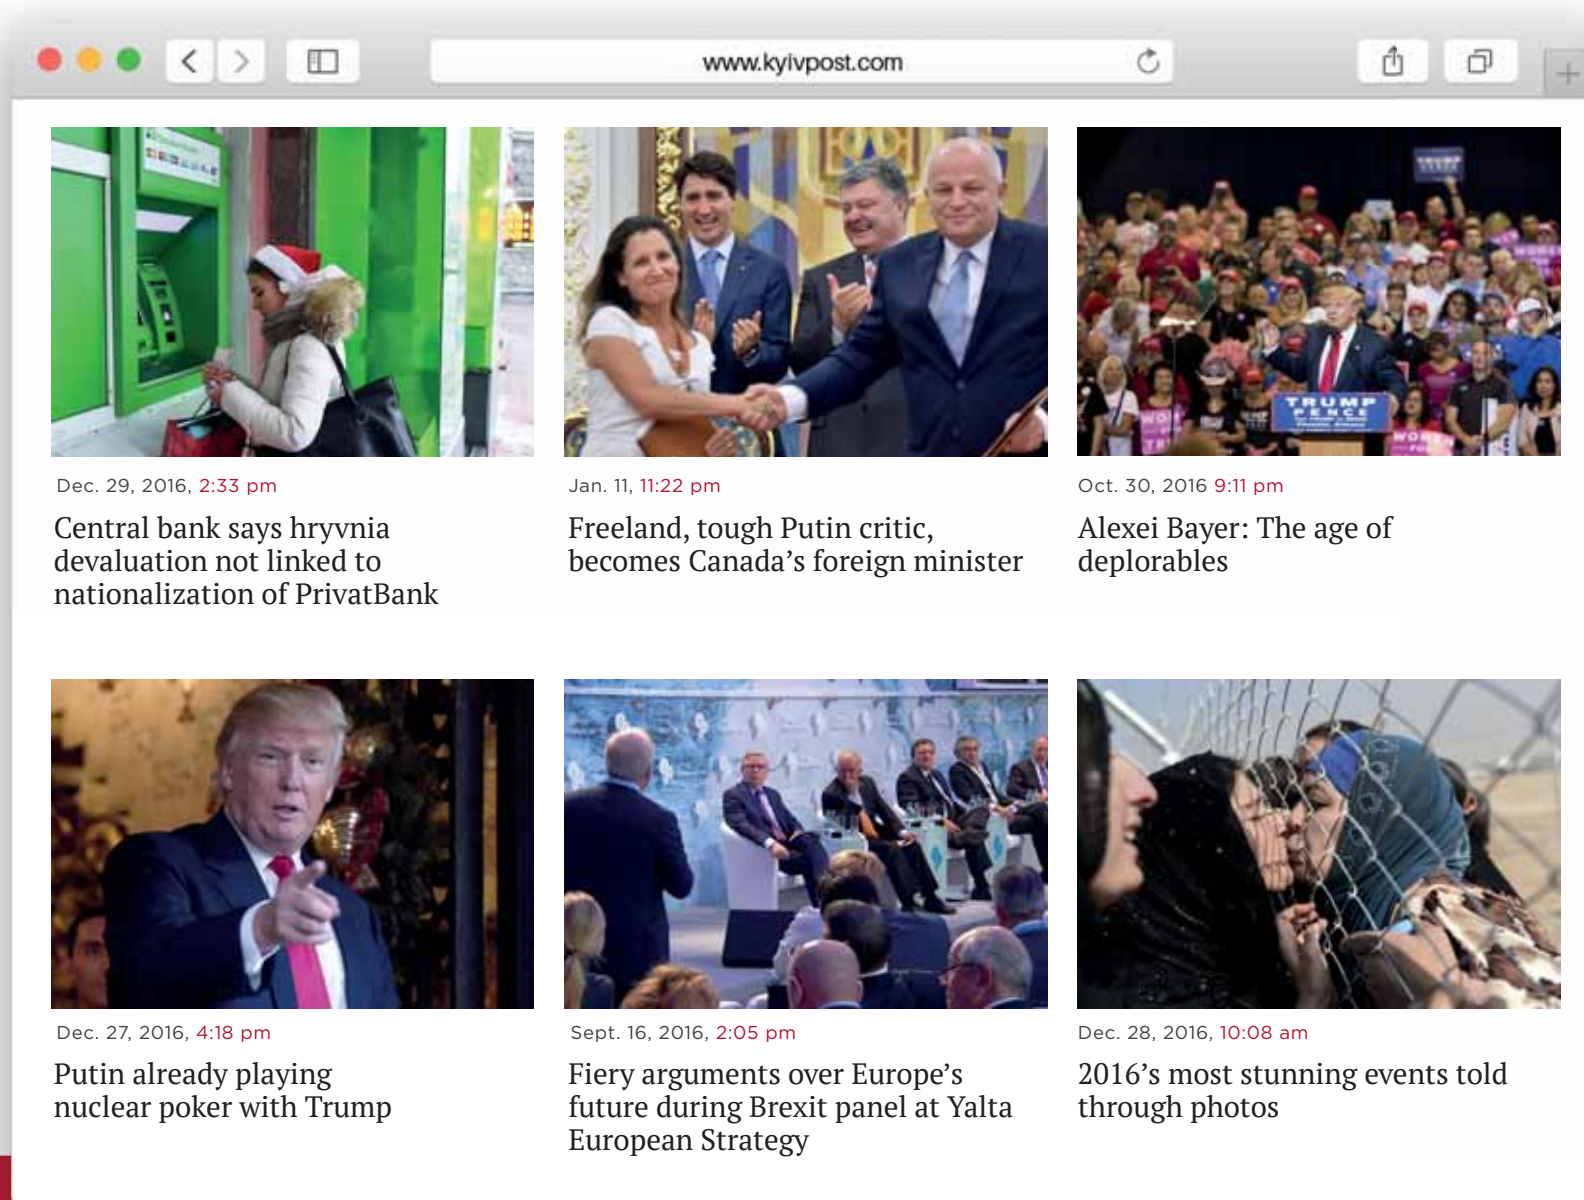 www.kyivpost.com
TRUMP
PENCE
Dec. 29, 2016, 2:33 pm
Central bank says hryvnia
devaluation not linked to
nationalization of PrivatBank
Jan. 11, 11:22 pm
Freeland, tough Putin critic,
becomes Canada’s foreign minister
Oct. 30, 2016 9:11 pm
Alexei Bayer: The age of
deplorables
Dec. 27, 2016, 4:18 pm
Putin already playing
nuclear poker with Trump
Sept. 16, 2016, 2:05 pm
Fiery arguments over Europe’s
future during Brexit panel at Yalta
European Strategy
Dec. 28, 2016, 10:08 am
2016’s most stunning events told
through photos